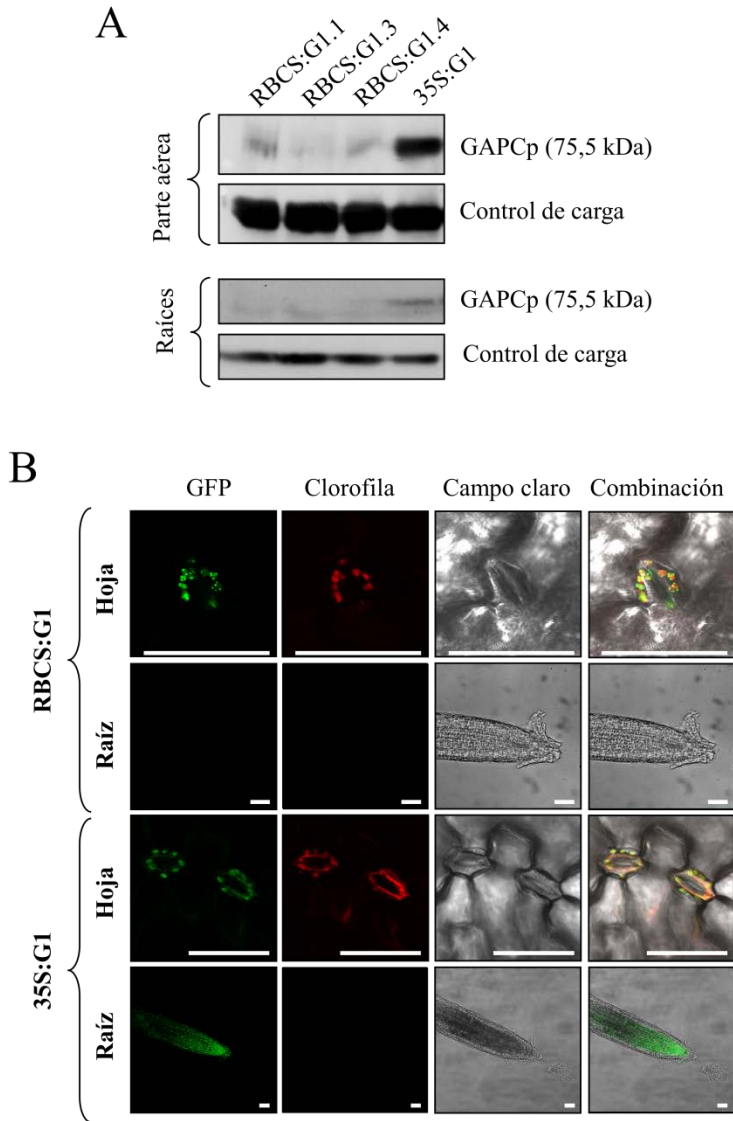 A
RBCS:G1.1
RBCS:G1.3
RBCS:G1.4
35S:G1
Parte aérea
GAPCp (75,5 kDa)
Control de carga
Raíces
GAPCp (75,5 kDa)
Control de carga
B
GFP
Clorofila
Campo claro
Combinación
RBCS:G1
Hoja
Raíz
35S:G1
Hoja
Raíz